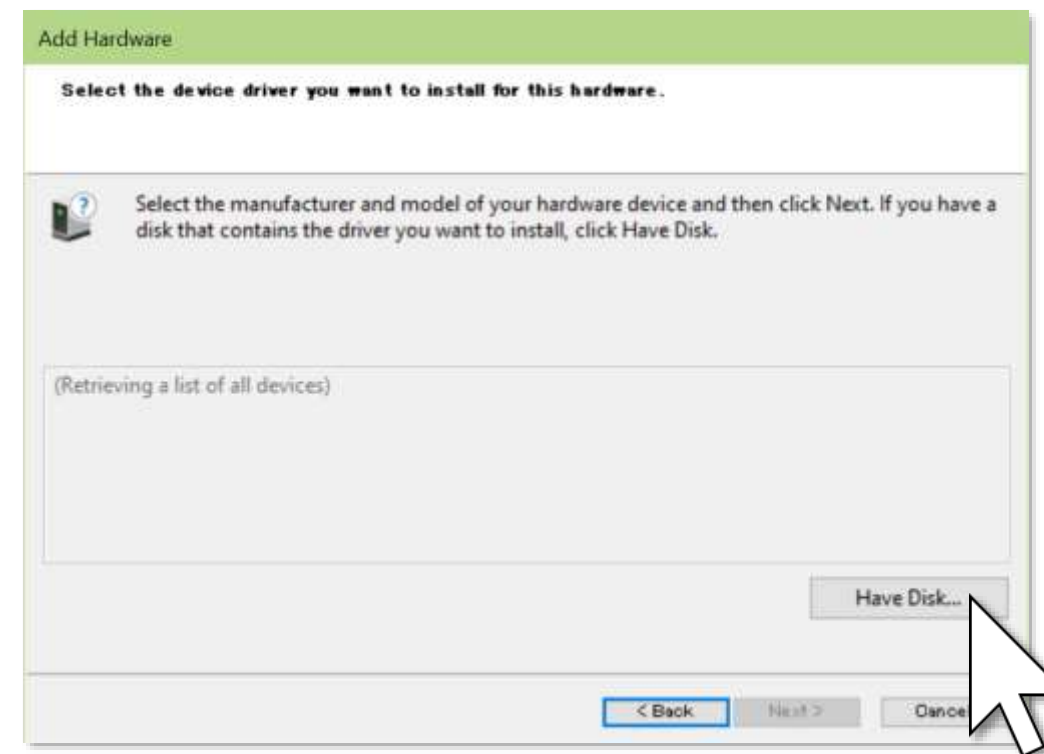 Add Hardware
Select the device driver you want to install for this hardware.
Select the manufacturer and model of your hardware device and then click Next. If you have a
disk that contains the driver you want to install, click Have Disk.
(Retrieving a list of all devices)
Have Disk...
< Back Next > Cancel